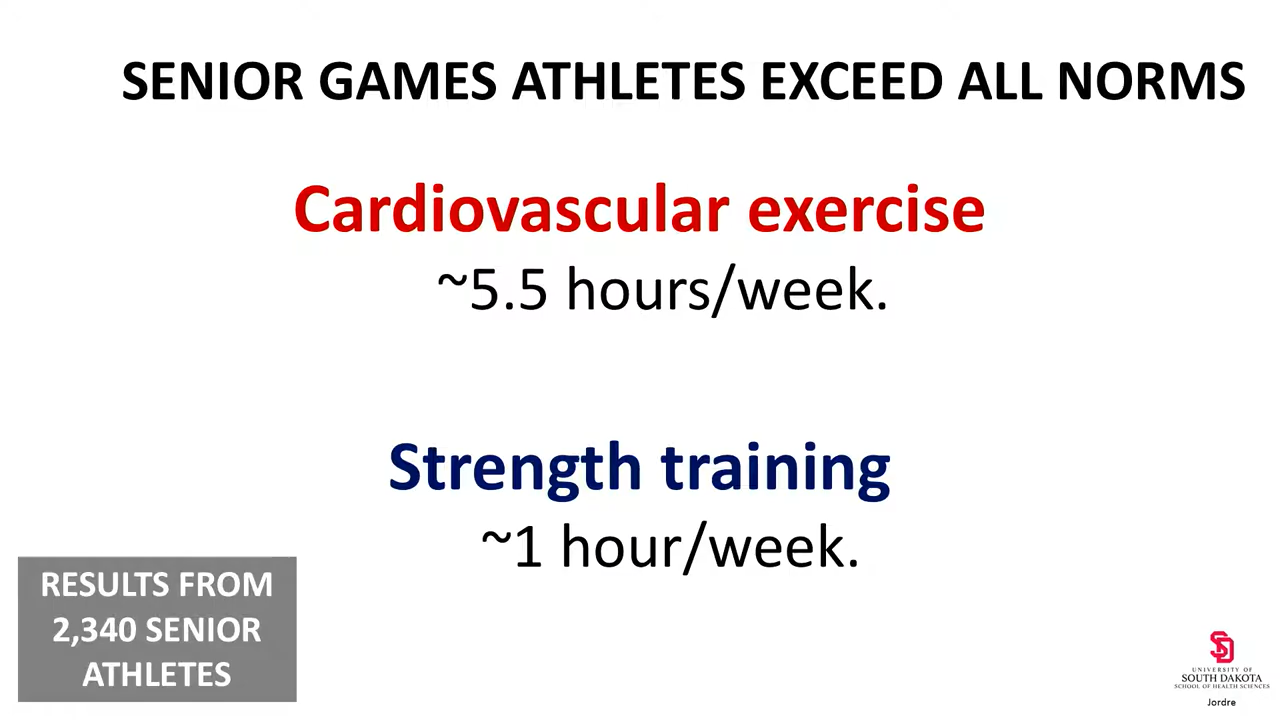 SENIOR GAMES ATHLETES EXCEED ALL NORMS
Cardiovascular exercise
~5.5 hours/week.
Strength training
~1 hour/week.
RESULTS FROM
2,340 SENIOR
ATHLETES
SD
UNIVERSITY OF
SOUTH DAKOTA
SCHOOL OF HEALTH SCIENCES
Jordre